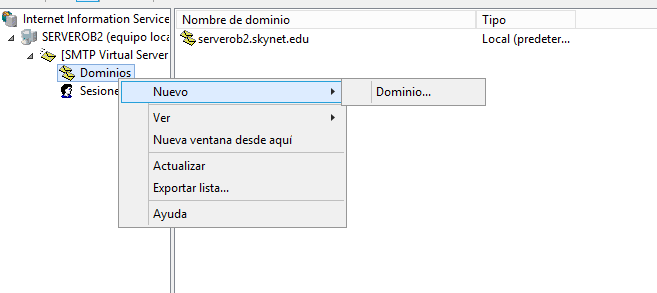 Internet Information Service
SERVEROB2 (equipo loca
[SMTP Virtual Server
Dominios
Sesione
Nombre de dominio Tipo
serverob2.skynet.edu Local (predeter...
Nuevo
Dominio...
Ver
Nueva ventana desde aquí
Actualizar
Exportar lista...
Ayuda